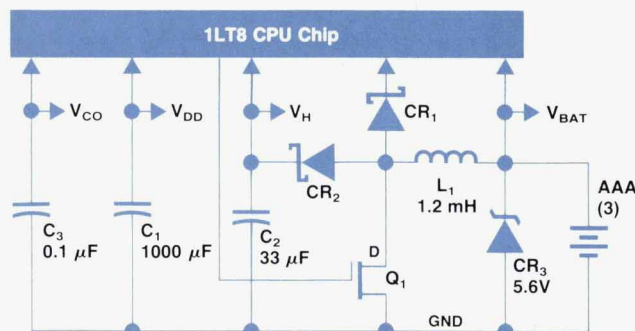 1LT8 CPU Chip
V_CO
V_DD
V_H
CR_1
V_BAT
CR_2
L_1
1.2 mH
AAA
(3)
C_3
0.1 μF
C_1
1000 μF
C_2
33 μF
D
Q_1
CR_3
5.6V
GND